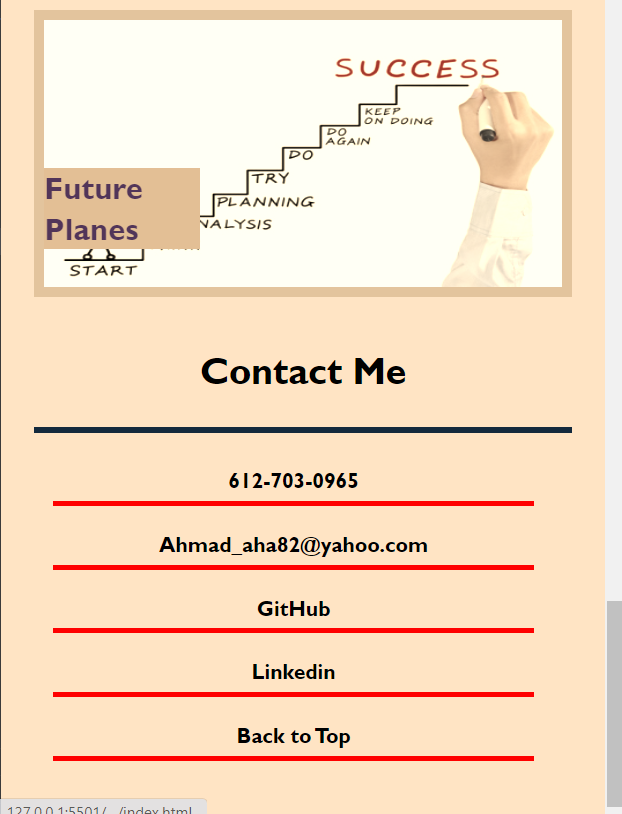 SUCCESS
KEEP
ON DOING
DO
AGAIN
DO
TRY
PLANNING
NALYSIS
START
Future
Planes
Contact Me
612-703-0965
Ahmad_aha82@yahoo.com
GitHub
Linkedin
Back to Top
127.0.0.1:5501/.../index.html